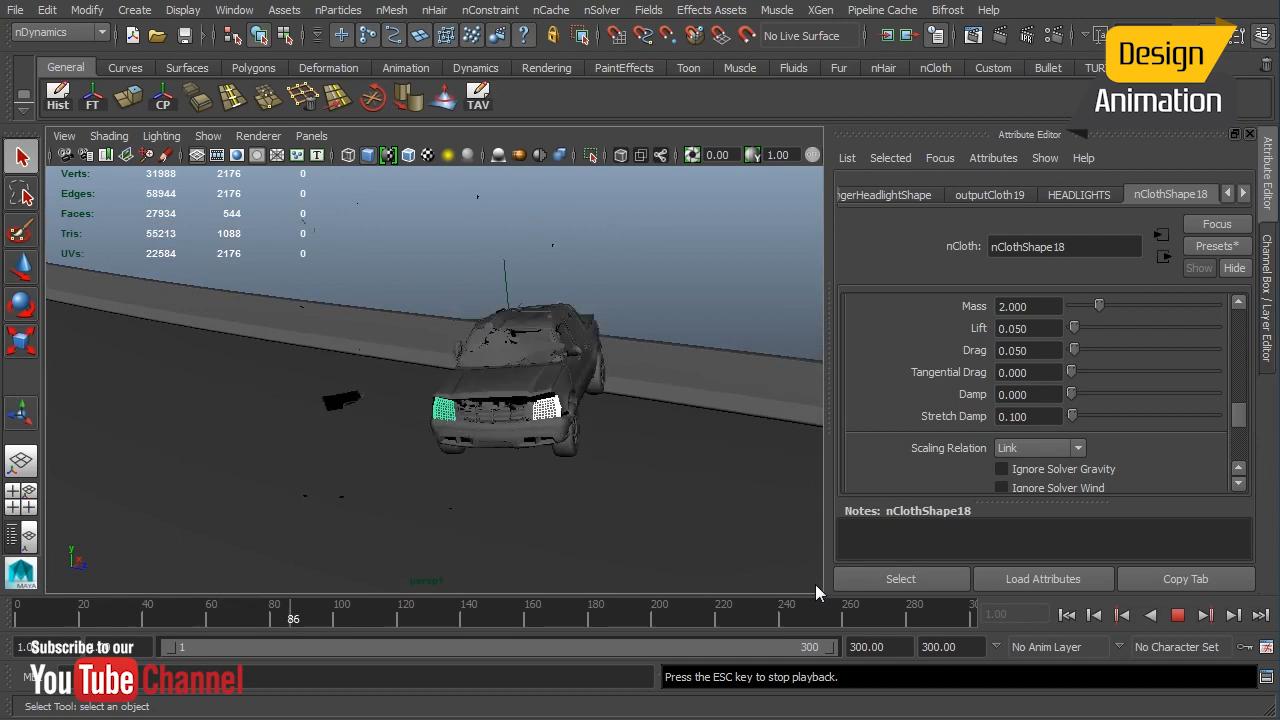 File Edit Modify Create Display Window Assets nParticles nMesh nHair nConstraint nCache nSolver Fields Effects Assets Muscle XGen Pipeline Cache Bifrost Help
nDynamics
No Live Surface
Design
Animation
General Curves Surfaces Polygons Deformation Animation Dynamics Rendering PaintEffects Toon Muscle Fluids Fur nHair nCloth Custom Bullet
Hist FT CP TAV
View Shading Lighting Show Renderer Panels
0.00 1.00
Verts: 31988 2176 0
Edges: 58944 2176 0
Faces: 27934 544 0
Tris: 55213 1088 0
UVs: 22584 2176 0
persp1
Attribute Editor
List Selected Focus Attributes Show Help
gerHeadlightShape outputCloth19 HEADLIGHTS nClothShape18
Focus
nCloth: nClothShape18
Presets*
Show Hide
Mass 2.000
Lift 0.050
Drag 0.050
Tangential Drag 0.000
Damp 0.000
Stretch Damp 0.100
Scaling Relation Link
Ignore Solver Gravity
Ignore Solver Wind
Notes: nClothShape18
Select Load Attributes Copy Tab
Attribute Editor
Channel Box / Layer Editor
0 20 40 60 80 100 120 140 160 180 200 220 240 260 280 30
86
1.00
1 300 300.00 300.00 No Anim Layer No Character Set
Subscribe to our
YouTube Channel
Press the ESC key to stop playback.
Select Tool: select an object